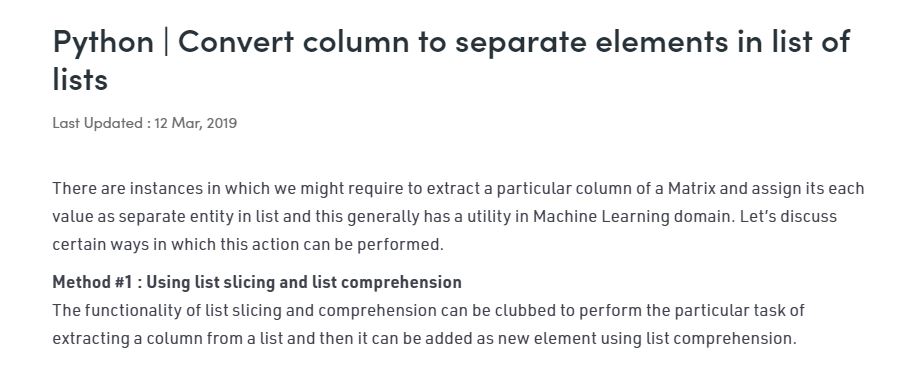 Python | Convert column to separate elements in list of
lists
Last Updated : 12 Mar, 2019
There are instances in which we might require to extract a particular column of a Matrix and assign its each
value as separate entity in list and this generally has a utility in Machine Learning domain. Let's discuss
certain ways in which this action can be performed.
Method #1 : Using list slicing and list comprehension
The functionality of list slicing and comprehension can be clubbed to perform the particular task of
extracting a column from a list and then it can be added as new element using list comprehension.